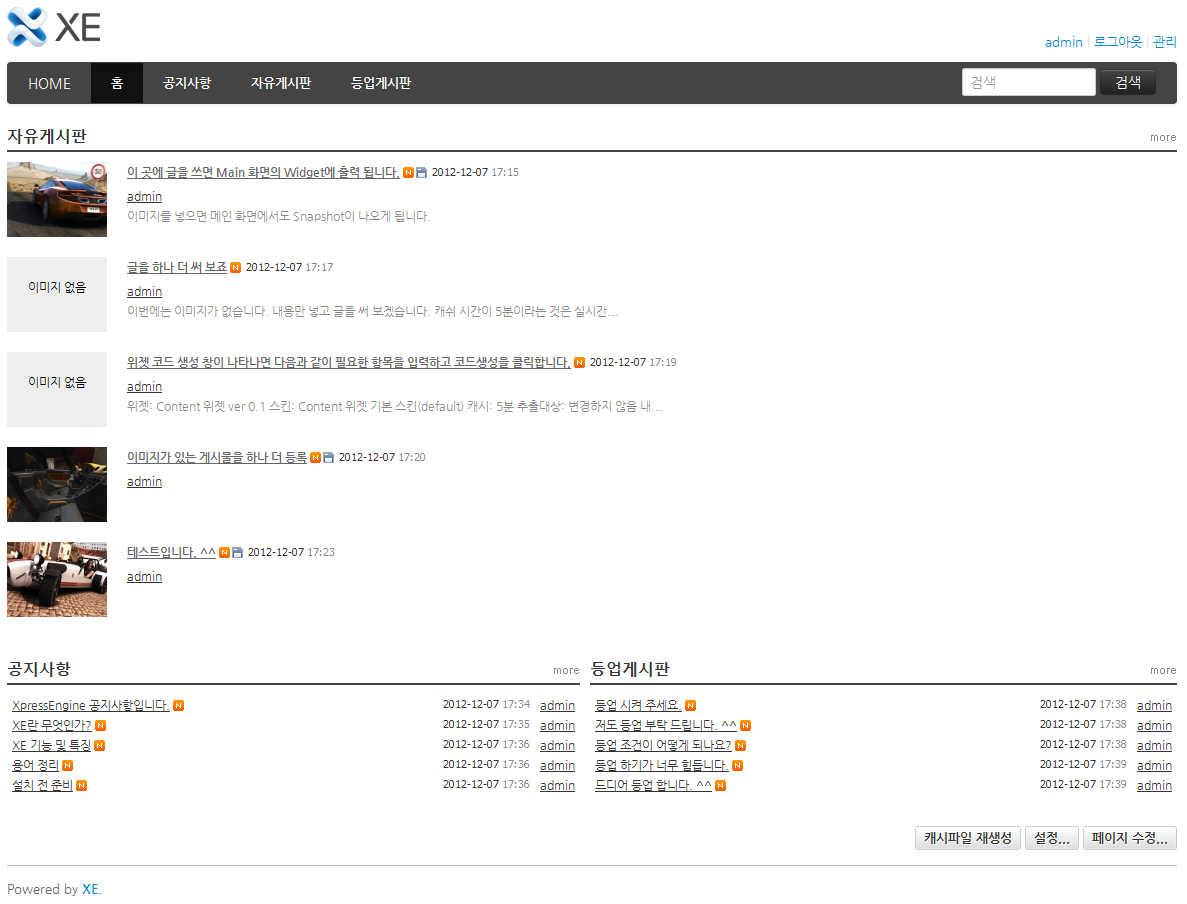 XE
admin | 로그아웃 | 관리
HOME 홈 공지사항 자유게시판 등업게시판 검색 검색
자유게시판 more
이 곳에 글을 쓰면 Main 화면의 Widget에 출력 됩니다. N 2012-12-07 17:15
admin
이미지를 넣으면 메인 화면에서도 Snapshot이 나오게 됩니다.
이미지 없음
글을 하나 더 써 보죠 N 2012-12-07 17:17
admin
이번에는 이미지가 없습니다. 내용만 넣고 글을 써 보겠습니다. 캐쉬 시간이 5분이라는 것은 실시간...
이미지 없음
위젯 코드 생성 창이 나타나면 다음과 같이 필요한 항목을 입력하고 코드생성을 클릭합니다. N 2012-12-07 17:19
admin
위젯: Content 위젯 ver 0.1 스킨: Content 위젯 기본 스킨(default) 캐시: 5분 추출대상: 변경하지 않음 내...
이미지가 있는 게시물을 하나 더 등록 N 2012-12-07 17:20
admin
테스트입니다. ^^ N 2012-12-07 17:23
admin
공지사항 more
XpressEngine 공지사항입니다. N 2012-12-07 17:34 admin
XE란 무엇인가? N 2012-12-07 17:35 admin
XE 기능 및 특징 N 2012-12-07 17:36 admin
용어 정리 N 2012-12-07 17:36 admin
설치 전 준비 N 2012-12-07 17:36 admin
등업게시판 more
등업 시켜 주세요. N 2012-12-07 17:38 admin
저도 등업 부탁 드립니다. ^^ N 2012-12-07 17:38 admin
등업 조건이 어떻게 되나요? N 2012-12-07 17:38 admin
등업 하기가 너무 힘듭니다. N 2012-12-07 17:39 admin
드디어 등업 합니다. ^^ N 2012-12-07 17:39 admin
캐시파일 재생성 설정... 페이지 수정...
Powered by XE.